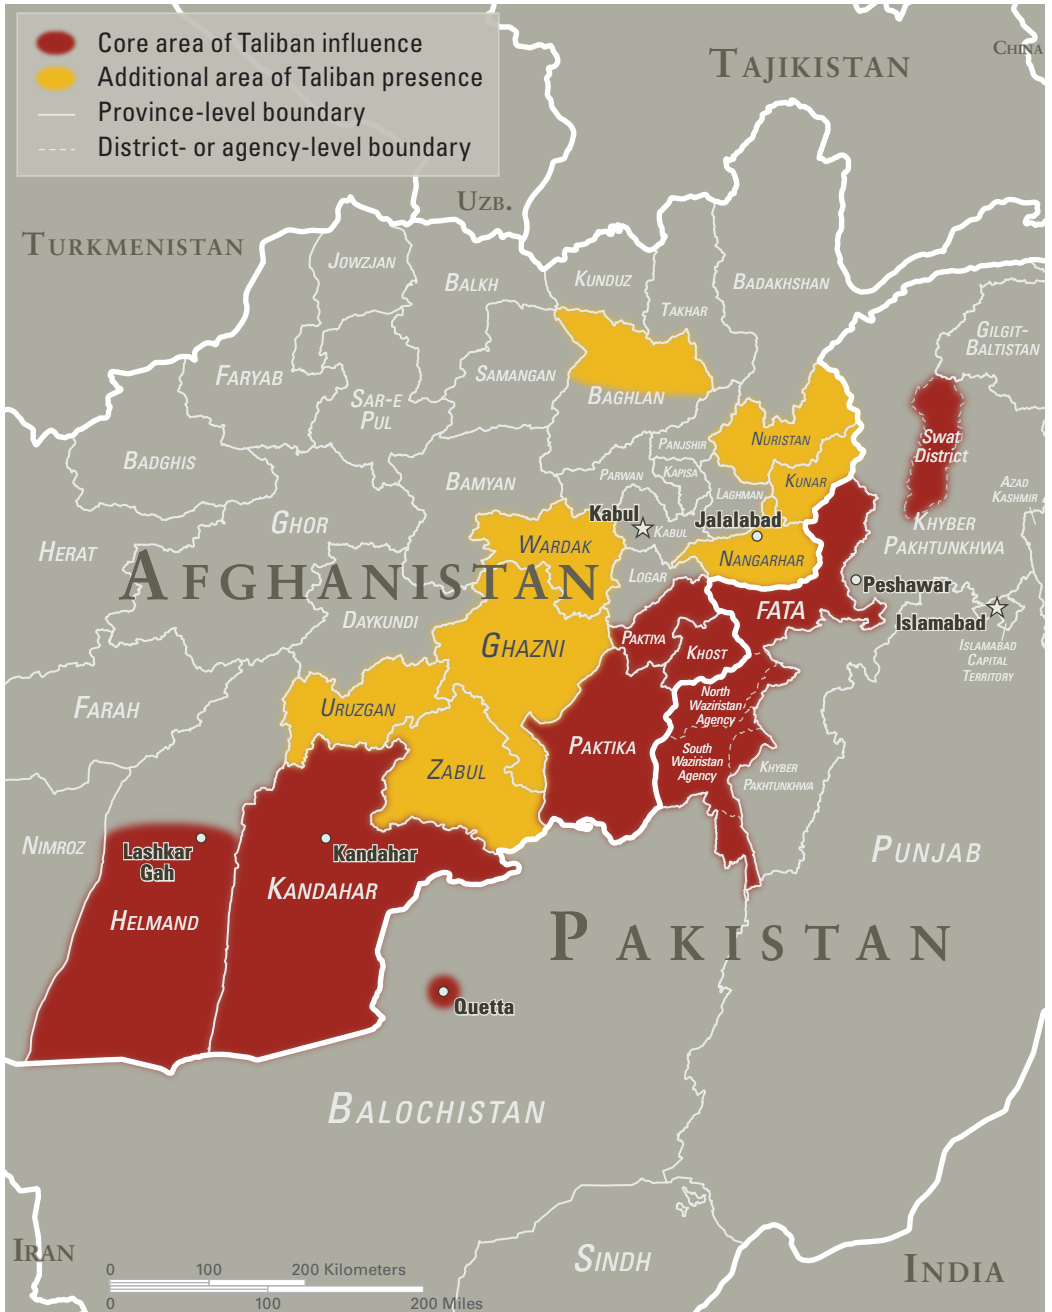 Core area of Taliban influence
Additional area of Taliban presence
Province-level boundary
District- or agency-level boundary
TAJIKISTAN
CHINA
UZB.
TURKMENISTAN
JOWZJAN
BALKH
KUNDUZ
BADAKHSHAN
TAKHAR
GILGIT-
BALTISTAN
FARYAB
SAMANGAN
SAR-E
PUL
BAGHLAN
Swat
District
NURISTAN
PANJSHIR
BADGHIS
PARWAN
KAPISA
BAMYAN
KUNAR
AZAD
KASHMIR
LAGHMAN
Kabul
Jalalabad
GHOR
KABUL
KHYBER
PAKHTUNKHWA
HERAT
WARDAK
NANGARHAR
AFGHANISTAN
LOGAR
Peshawar
FATA
Islamabad
DAYKUNDI
PAKTIYA
GHAZNI
KHOST
ISLAMABAD
CAPITAL
TERRITORY
FARAH
URUZGAN
North
Waziristan
Agency
PAKTIKA
South
Waziristan
Agency
ZABUL
KHYBER
PAKHTUNKHWA
NIMROZ
Lashkar
Gah
Kandahar
PUNJAB
KANDAHAR
HELMAND
PAKISTAN
Quetta
BALOCHISTAN
IRAN
SINDH
INDIA
0 100 200 Kilometers
0 100 200 Miles